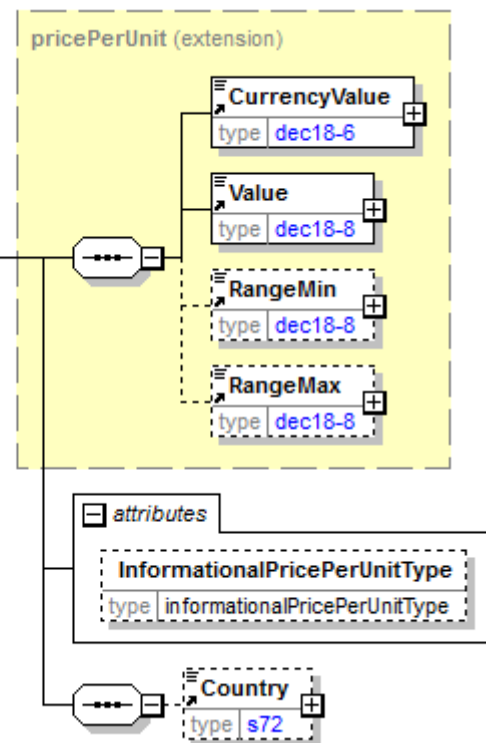 pricePerUnit (extension)
CurrencyValue
type dec18-6
Value
type dec18-8
RangeMin
type dec18-8
RangeMax
type dec18-8
attributes
InformationalPricePerUnitType
type informationalPricePerUnitType
Country
type s72